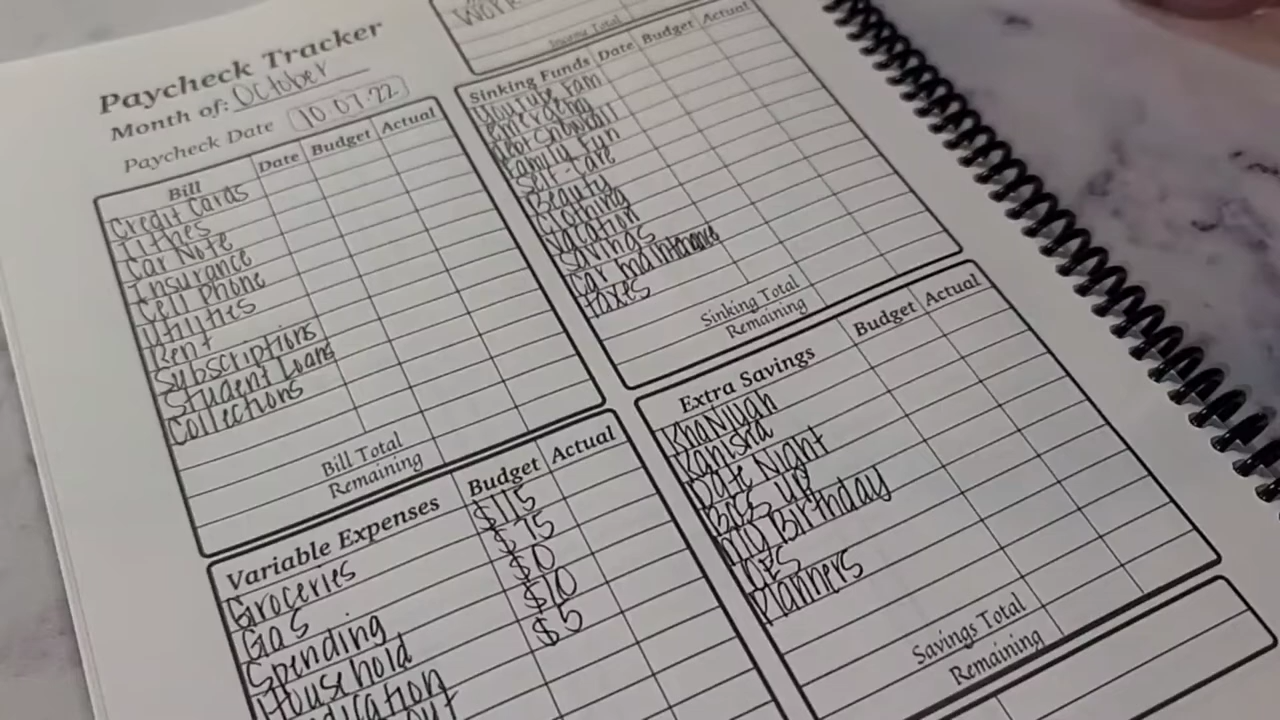 Paycheck Tracker
Month of: October
Paycheck Date 10.07.22
Bill Date Budget Actual
Credit Cards
Tithes
Car Note
Insurance
Cell Phone
Utilities
Rent
Subscriptions
Student Loans
Collections
Bill Total
Remaining
Variable Expenses Budget Actual
Groceries $115
Gas $75
Spending $0
Household $10
$5
Work
Income Total
Sinking Funds Date Budget Actual
YouTube Fam
Emergency
Debt Snowball
Family Fun
Self-Care
Beauty
Clothing
Vacation
Savings
Car maintenance
Taxes
Sinking Total
Remaining
Extra Savings Budget Actual
KhaNiyah
Date Night
Boss up
My Birthday
Planners
Savings Total
Remaining